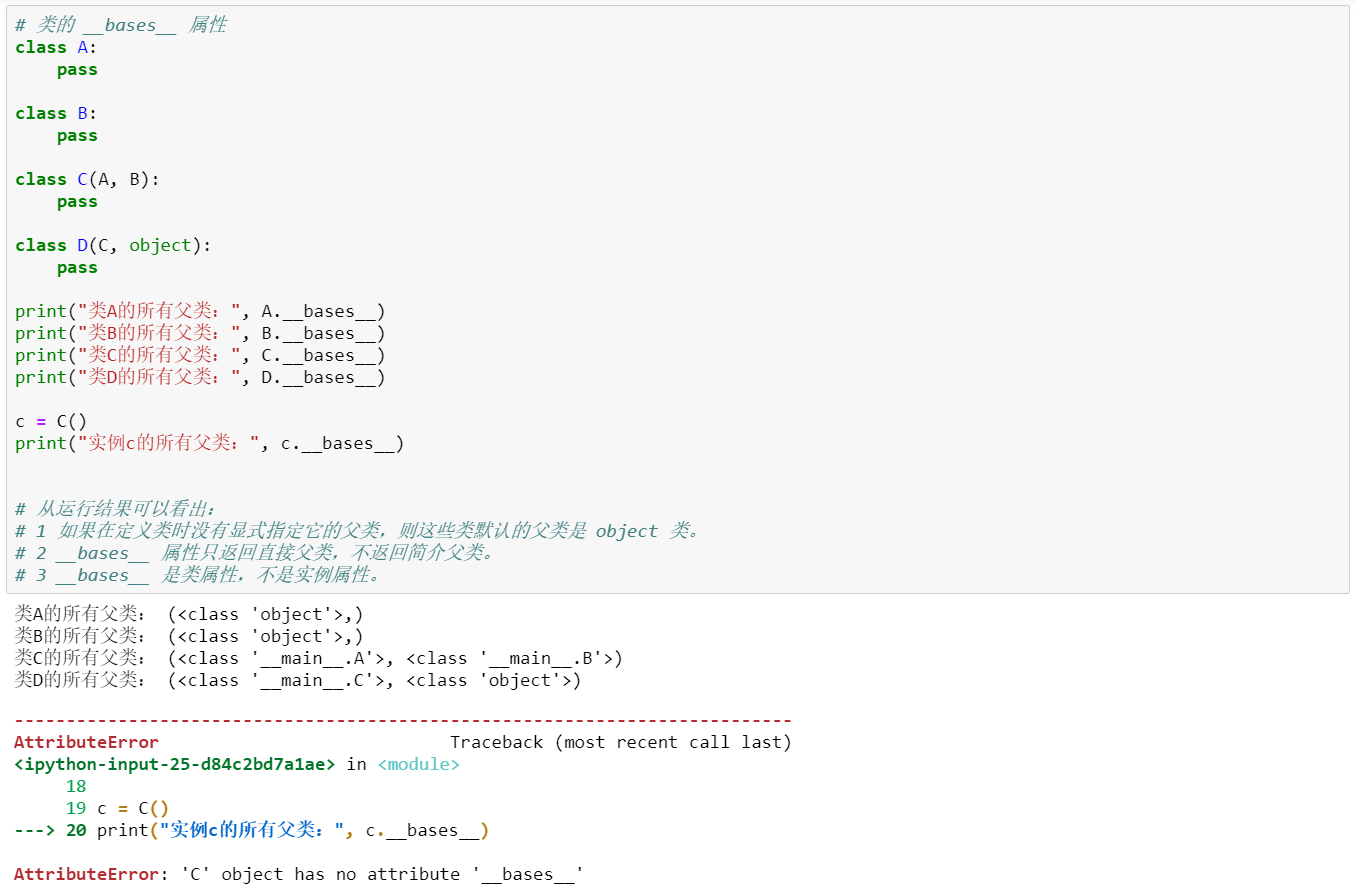 # 类的 __bases__ 属性
class A:
    pass

class B:
    pass

class C(A, B):
    pass

class D(C, object):
    pass

print("类A的所有父类：", A.__bases__)
print("类B的所有父类：", B.__bases__)
print("类C的所有父类：", C.__bases__)
print("类D的所有父类：", D.__bases__)

c = C()
print("实例c的所有父类：", c.__bases__)

# 从运行结果可以看出：
# 1 如果在定义类时没有显式指定它的父类，则这些类默认的父类是 object 类。
# 2 __bases__ 属性只返回直接父类，不返回简介父类。
# 3 __bases__ 是类属性，不是实例属性。
类A的所有父类： (<class 'object'>,)
类B的所有父类： (<class 'object'>,)
类C的所有父类： (<class '__main__.A'>, <class '__main__.B'>)
类D的所有父类： (<class '__main__.C'>, <class 'object'>)
---------------------------------------------------------------------------
AttributeError                            Traceback (most recent call last)
<ipython-input-25-d84c2bd7a1ae> in <module>
     18
     19 c = C()
---> 20 print("实例c的所有父类：", c.__bases__)

AttributeError: 'C' object has no attribute '__bases__'